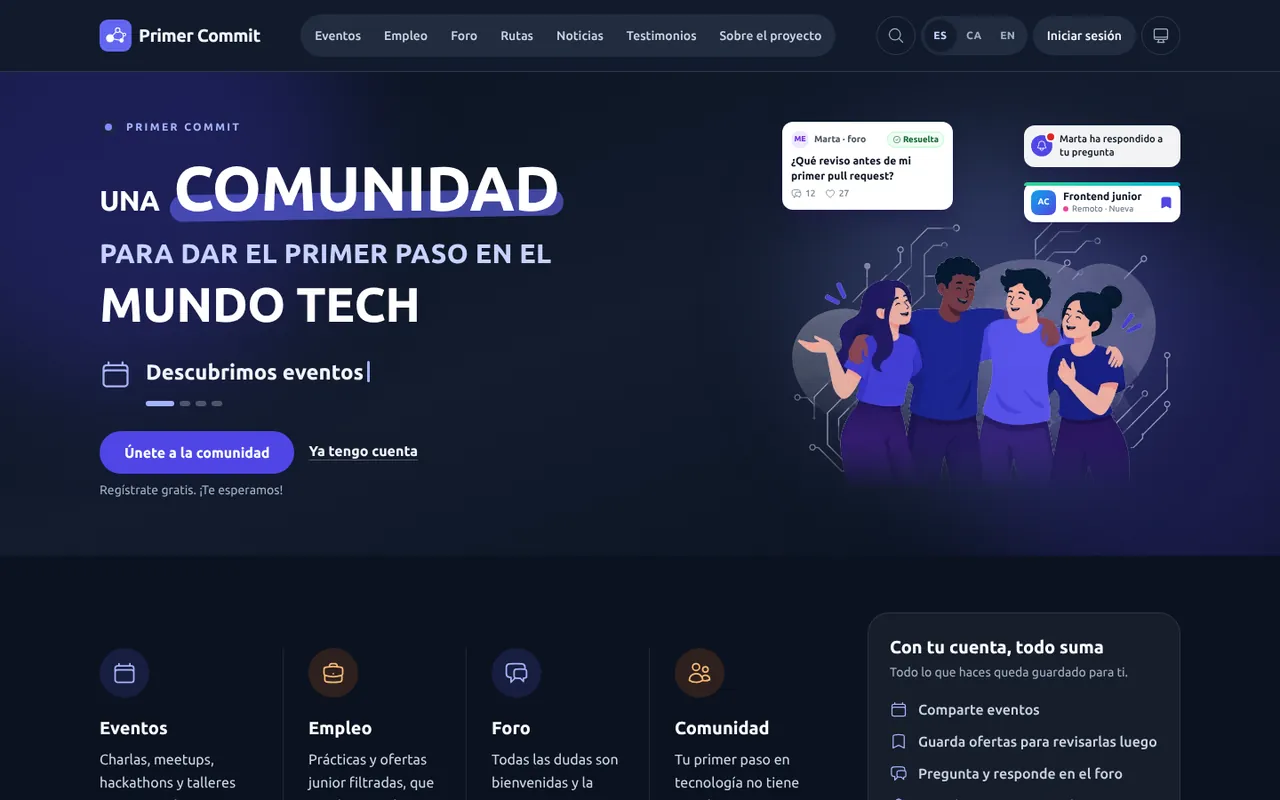 Primer Commit
Eventos
Empleo
Foro
Rutas
Noticias
Testimonios
Sobre el proyecto
ES
CA
EN
Iniciar sesión
PRIMER COMMIT
UNA COMUNIDAD
PARA DAR EL PRIMER PASO EN EL
MUNDO TECH
Descubrimos eventos
Únete a la comunidad
Ya tengo cuenta
Regístrate gratis. ¡Te esperamos!
ME
Marta · foro
Resuelta
¿Qué reviso antes de mi
primer pull request?
12
27
Marta ha respondido a
tu pregunta
AC
Frontend junior
Remoto · Nueva
Eventos
Charlas, meetups,
hackathons y talleres
Empleo
Prácticas y ofertas
junior filtradas, que
Foro
Todas las dudas son
bienvenidas y la
Comunidad
Tu primer paso en
tecnología no tiene
Con tu cuenta, todo suma
Todo lo que haces queda guardado para ti.
Comparte eventos
Guarda ofertas para revisarlas luego
Pregunta y responde en el foro